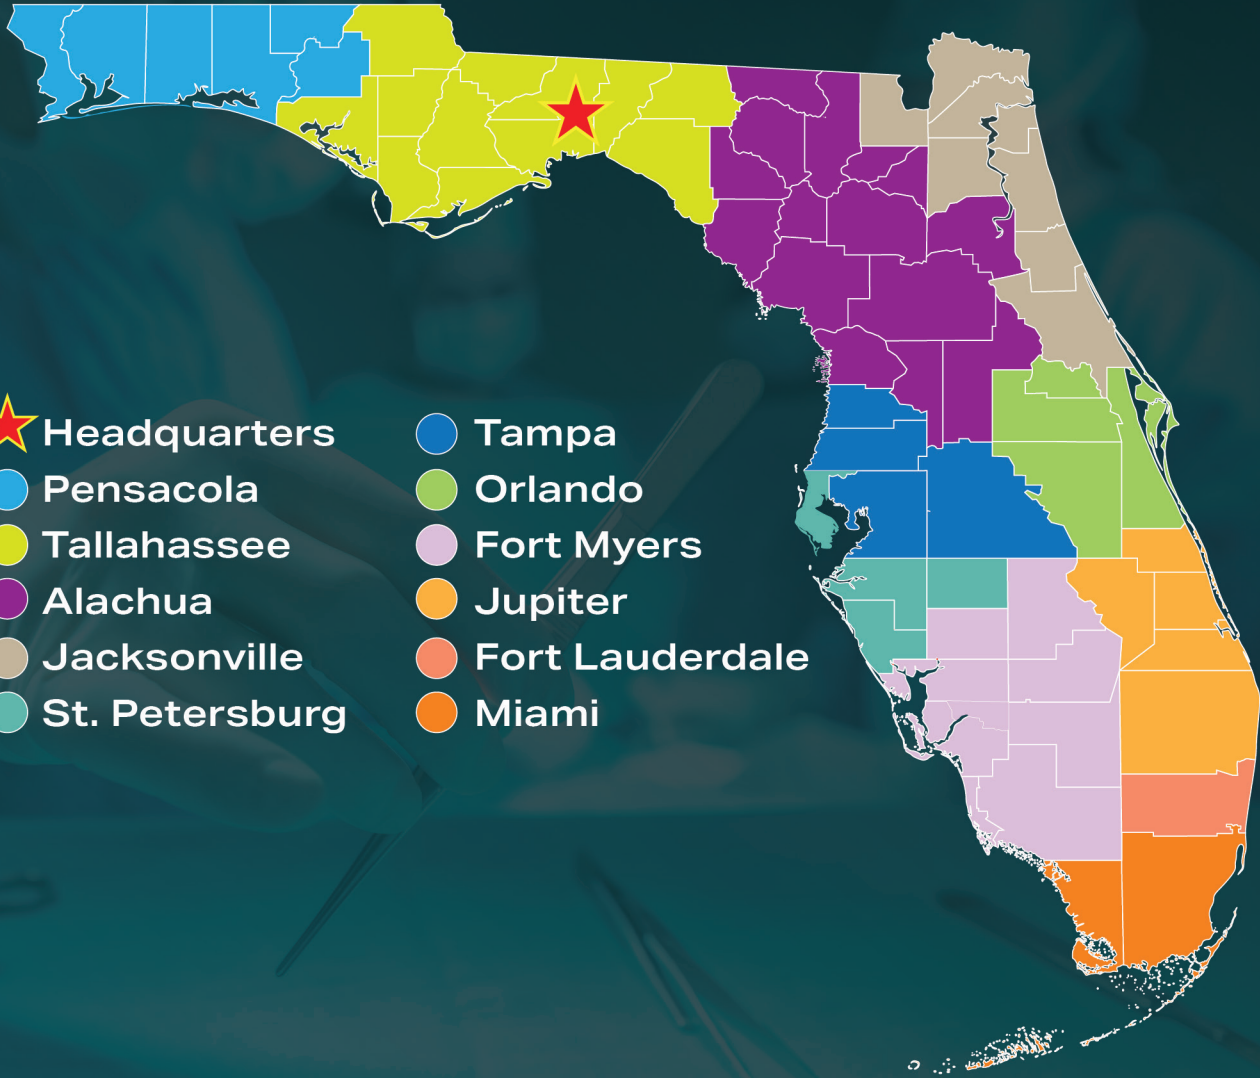 Headquarters
Pensacola
Tallahassee
Alachua
Jacksonville
St. Petersburg
Tampa
Orlando
Fort Myers
Jupiter
Fort Lauderdale
Miami